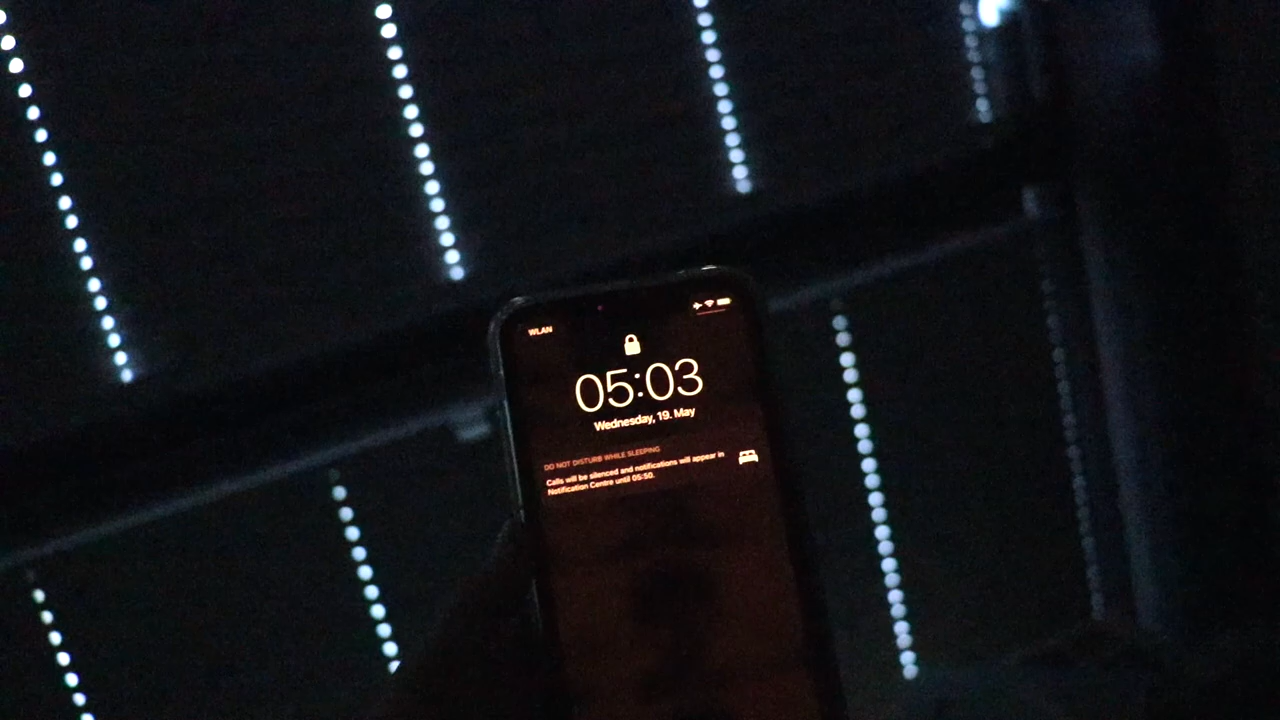 WLAN
05:03
Wednesday, 19. May
DO NOT DISTURB WHILE SLEEPING
Calls will be silenced and notifications will appear in
Notification Centre until 05:50.